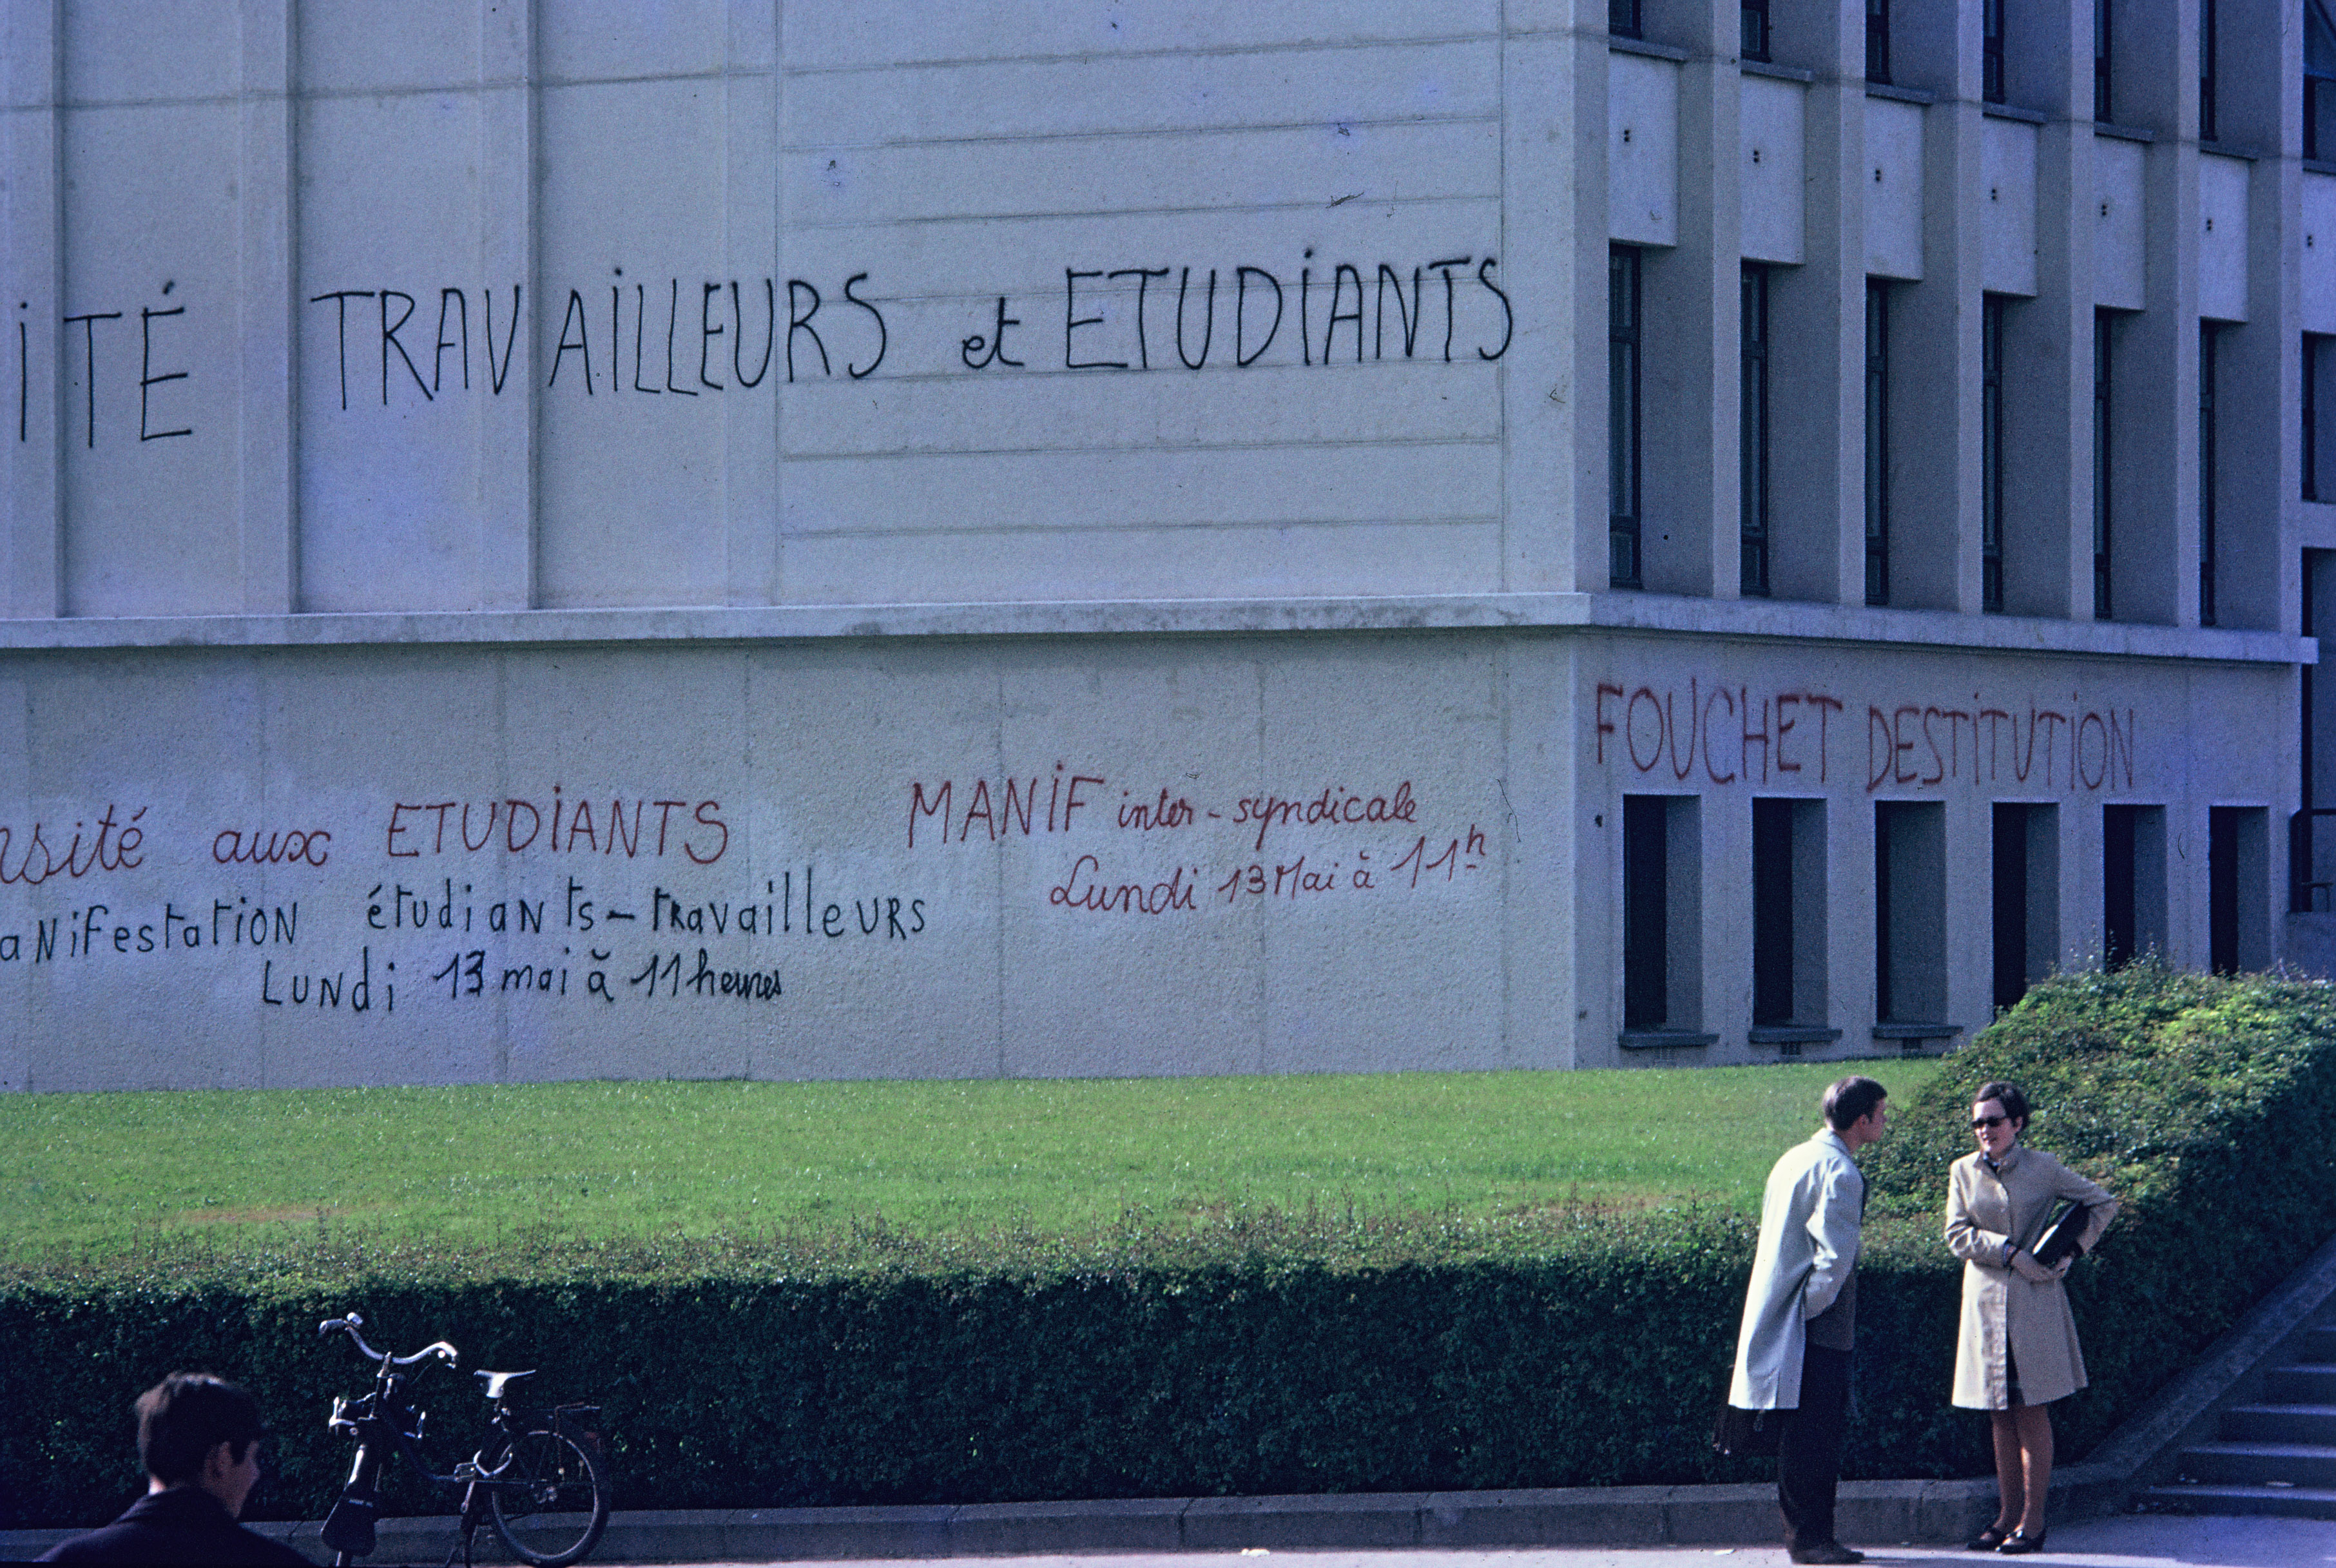 iTÉ TRAVAiLLEURS et ETUDiANTS
FOUCHET DESTiTUTiON
rsité aux ETUDiANTS
MANiF inter-syndicale
Lundi 13 Mai à 11h
aNifestatiON étudiaNts-tRavailleURS
LUNdi 13 mai à 11 heures